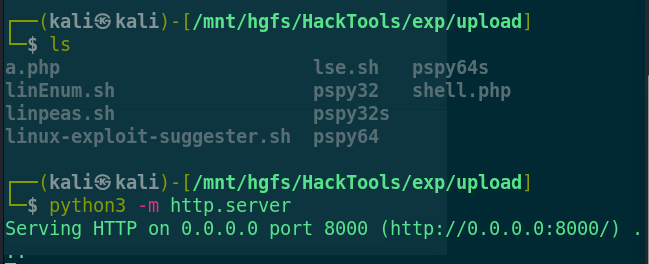 ┌──(kali㉿kali)-[/mnt/hgfs/HackTools/exp/upload]
└─$ ls
a.php                       lse.sh   pspy64s
linEnum.sh                  pspy32   shell.php
linpeas.sh                  pspy32s
linux-exploit-suggester.sh  pspy64
┌──(kali㉿kali)-[/mnt/hgfs/HackTools/exp/upload]
└─$ python3 -m http.server
Serving HTTP on 0.0.0.0 port 8000 (http://0.0.0.0:8000/) .
..